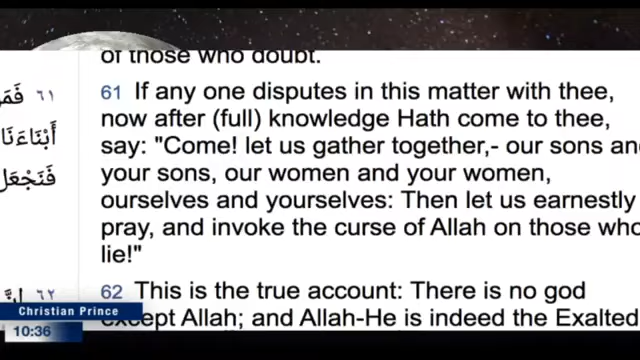 of those who doubt.
61 If any one disputes in this matter with thee,
now after (full) knowledge Hath come to thee,
say: "Come! let us gather together,- our sons and
your sons, our women and your women,
ourselves and yourselves: Then let us earnestly
pray, and invoke the curse of Allah on those who
lie!"
62 This is the true account: There is no god
except Allah; and Allah-He is indeed the Exalted
٦١ فَمَ
أَبْنَاءَنَا
فَنَجْعَل
٦٢
Christian Prince
10:36